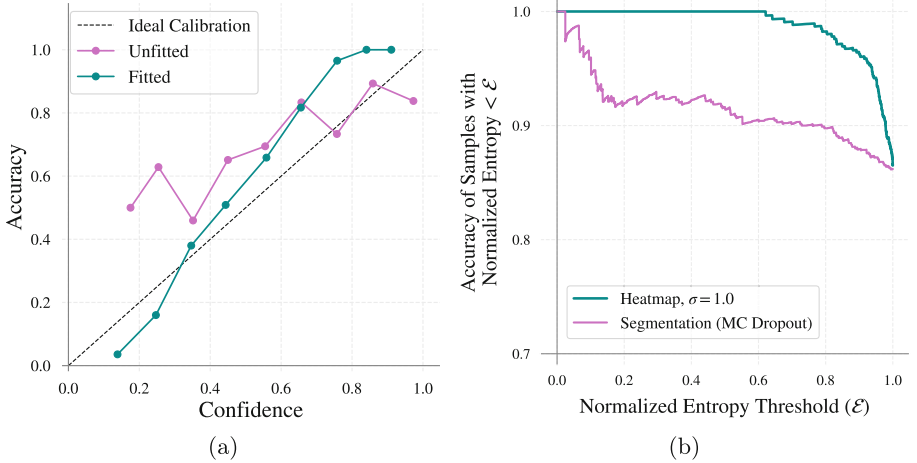 Ideal Calibration
Unfitted
Fitted
1.0
0.8
0.6
0.4
0.2
0.0
Accuracy
0.0 0.2 0.4 0.6 0.8 1.0
Confidence
(a)
1.0
0.9
0.8
0.7
Accuracy of Samples with
Normalized Entropy < ℰ
Heatmap, σ = 1.0
Segmentation (MC Dropout)
0.0 0.2 0.4 0.6 0.8 1.0
Normalized Entropy Threshold (ℰ)
(b)